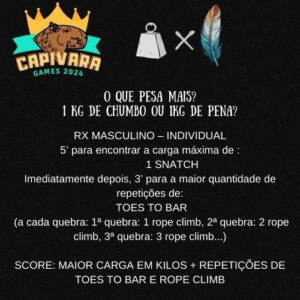 CAPIVARA
GAMES 2024
O QUE PESA MAIS?
1 KG DE CHUMBO OU 1KG DE PENA?
RX MASCULINO – INDIVIDUAL
5' para encontrar a carga máxima de :
1 SNATCH
Imediatamente depois, 3' para a maior quantidade de
repetições de:
TOES TO BAR
(a cada quebra: 1ª quebra: 1 rope climb, 2ª quebra: 2 rope
climb, 3ª quebra: 3 rope climb...)
SCORE: MAIOR CARGA EM KILOS + REPETIÇÕES DE
TOES TO BAR E ROPE CLIMB